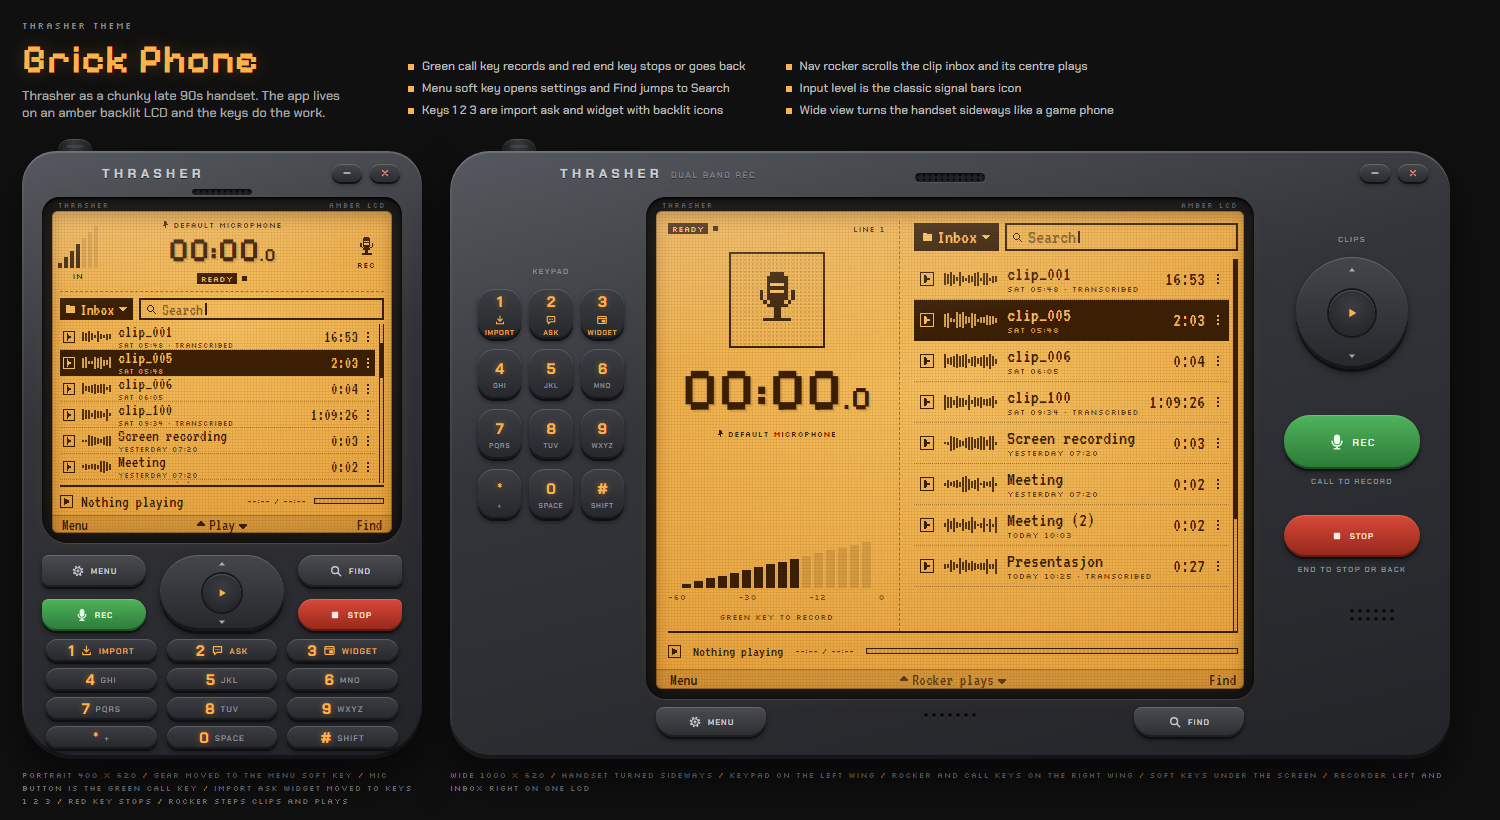 THRASHER THEME
Brick Phone
Thrasher as a chunky late 90s handset. The app lives
on an amber backlit LCD and the keys do the work.
Green call key records and red end key stops or goes back
Menu soft key opens settings and Find jumps to Search
Keys 1 2 3 are import ask and widget with backlit icons
Nav rocker scrolls the clip inbox and its centre plays
Input level is the classic signal bars icon
Wide view turns the handset sideways like a game phone
THRASHER
THRASHER
AMBER LCD
DEFAULT MICROPHONE
00:00.0
IN
READY
REC
Inbox
Search
clip_001
16:53
SAT 05:48 · TRANSCRIBED
clip_005
2:03
SAT 05:48
clip_006
0:04
SAT 06:05
clip_100
1:09:26
SAT 09:34 · TRANSCRIBED
Screen recording
0:03
YESTERDAY 07:20
Meeting
0:02
YESTERDAY 07:20
Nothing playing
--:-- / --:--
Menu
Play
Find
MENU
FIND
REC
STOP
1 IMPORT
2 ASK
3 WIDGET
4 GHI
5 JKL
6 MNO
7 PQRS
8 TUV
9 WXYZ
* +
0 SPACE
# SHIFT
PORTRAIT 400 X 620 / GEAR MOVED TO THE MENU SOFT KEY / MIC
BUTTON IS THE GREEN CALL KEY / IMPORT ASK WIDGET MOVED TO KEYS
1 2 3 / RED KEY STOPS / ROCKER STEPS CLIPS AND PLAYS
THRASHER DUAL BAND REC
KEYPAD
1
IMPORT
2
ASK
3
WIDGET
4
GHI
5
JKL
6
MNO
7
PQRS
8
TUV
9
WXYZ
*
+
0
SPACE
#
SHIFT
THRASHER
AMBER LCD
READY
LINE 1
00:00.0
DEFAULT MICROPHONE
-60 -30 -12 0
GREEN KEY TO RECORD
Inbox
Search
clip_001
16:53
SAT 05:48 · TRANSCRIBED
clip_005
2:03
SAT 05:48
clip_006
0:04
SAT 06:05
clip_100
1:09:26
SAT 09:34 · TRANSCRIBED
Screen recording
0:03
YESTERDAY 07:20
Meeting
0:02
YESTERDAY 07:20
Meeting (2)
0:02
TODAY 10:03
Presentasjon
0:27
TODAY 10:25 · TRANSCRIBED
Nothing playing
--:-- / --:--
Menu
Rocker plays
Find
MENU
FIND
CLIPS
REC
CALL TO RECORD
STOP
END TO STOP OR BACK
WIDE 1000 X 620 / HANDSET TURNED SIDEWAYS / KEYPAD ON THE LEFT WING / ROCKER AND CALL KEYS ON THE RIGHT WING / SOFT KEYS UNDER THE SCREEN / RECORDER LEFT AND
INBOX RIGHT ON ONE LCD